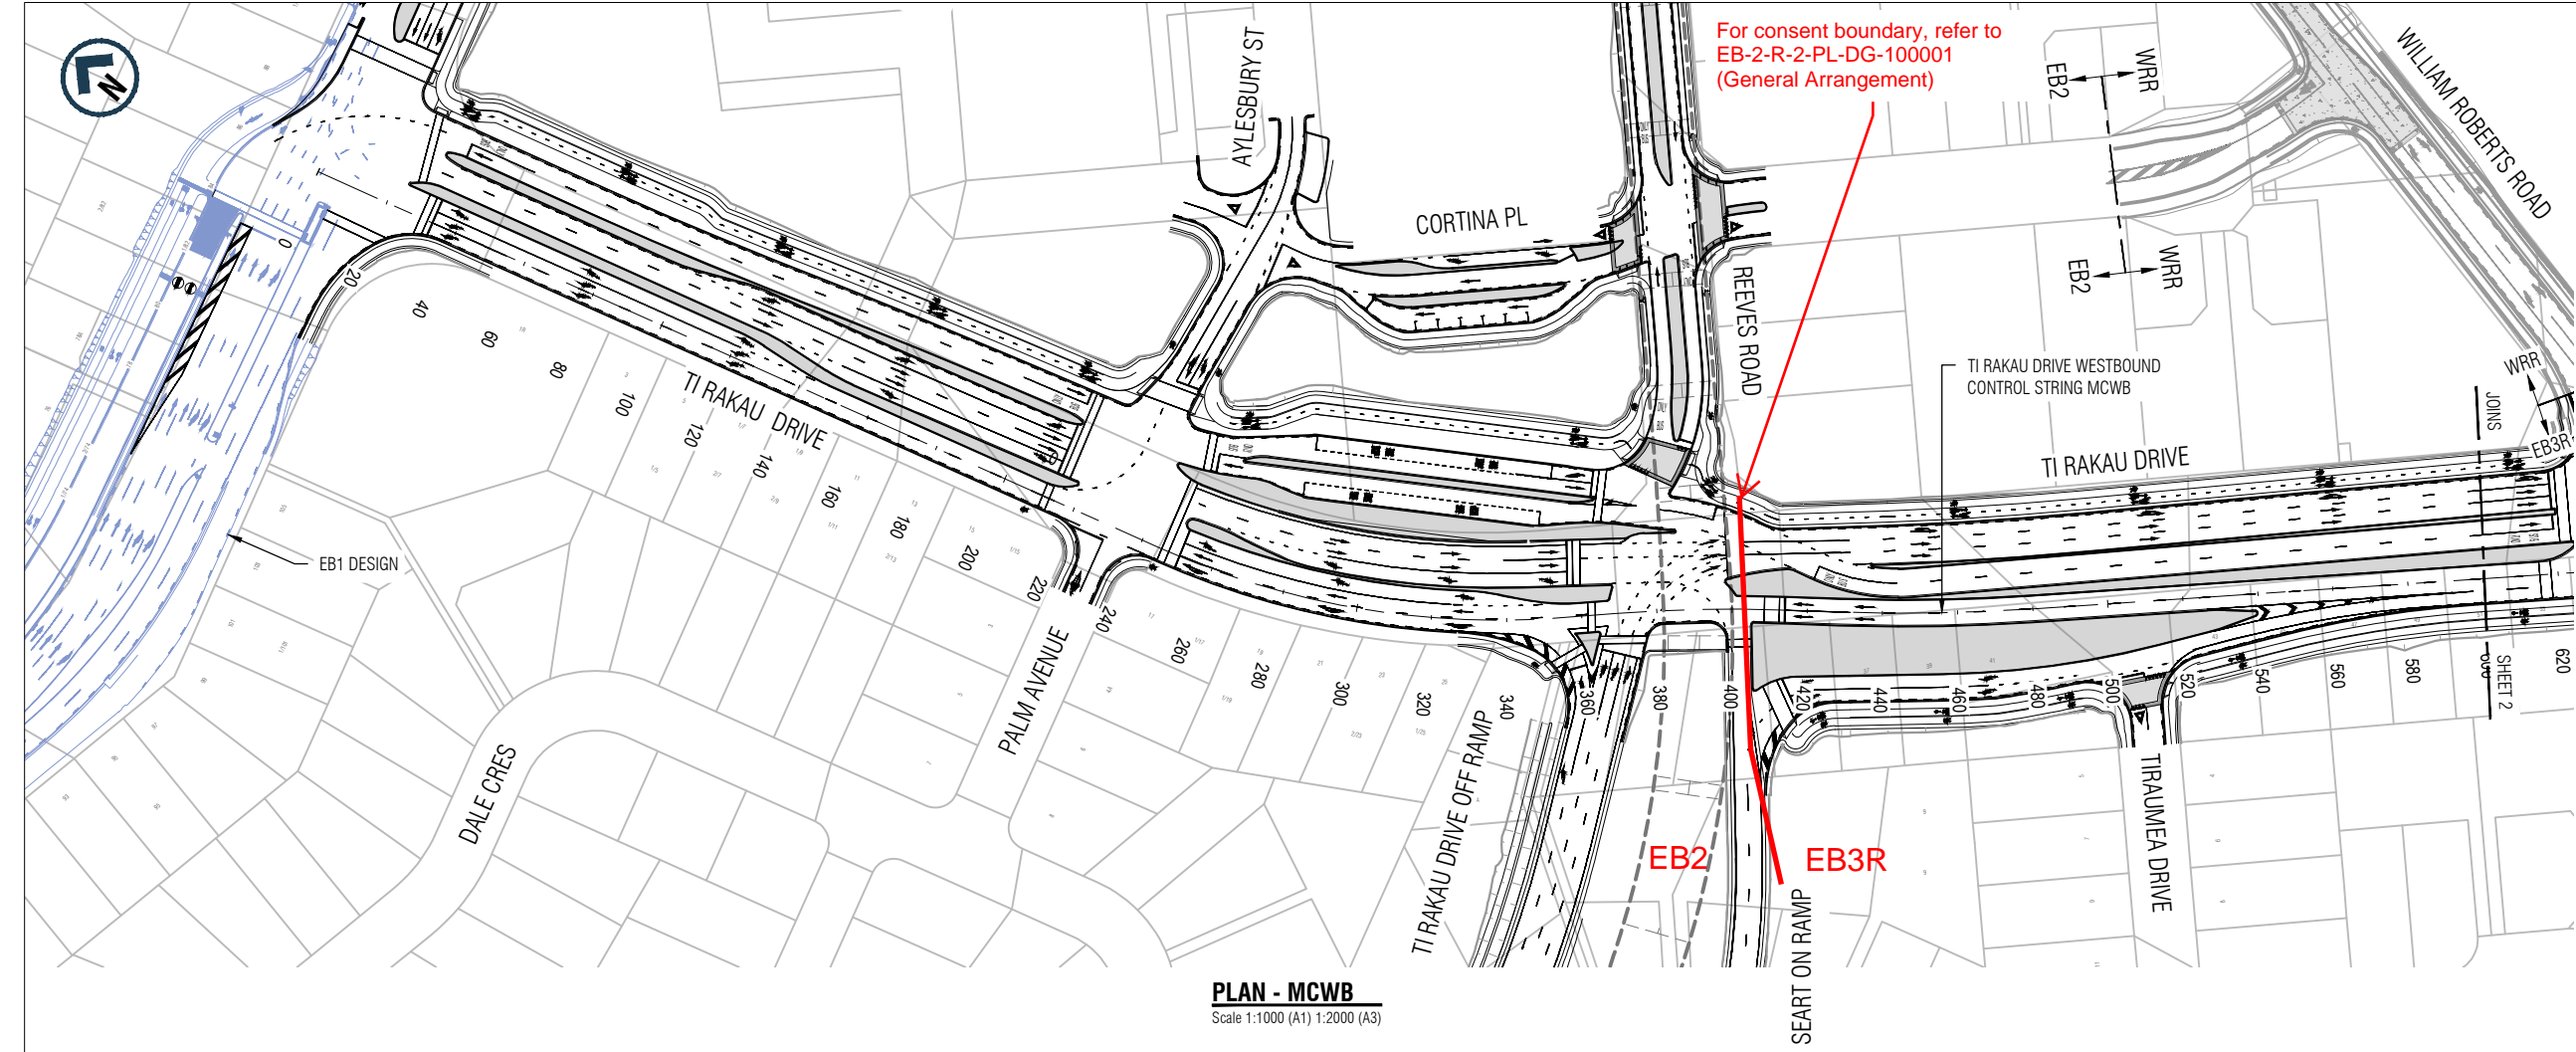 For consent boundary, refer to
EB-2-R-2-PL-DG-100001
(General Arrangement)
N
AYLESBURY ST
CORTINA PL
REEVES ROAD
WILLIAM ROBERTS ROAD
EB2
WRR
EB2
WRR
WRR
EB3R
TI RAKAU DRIVE WESTBOUND
CONTROL STRING MCWB
JOINS
SHEET 2
TI RAKAU DRIVE
TI RAKAU DRIVE
EB1 DESIGN
DALE CRES
PALM AVENUE
TI RAKAU DRIVE OFF RAMP
EB2
EB3R
SEART ON RAMP
TIRAUMEA DRIVE
0
20
40
60
80
100
120
140
160
180
200
220
240
260
280
300
320
340
360
380
400
420
440
460
480
500
520
540
560
580
620
PLAN - MCWB
Scale 1:1000 (A1) 1:2000 (A3)